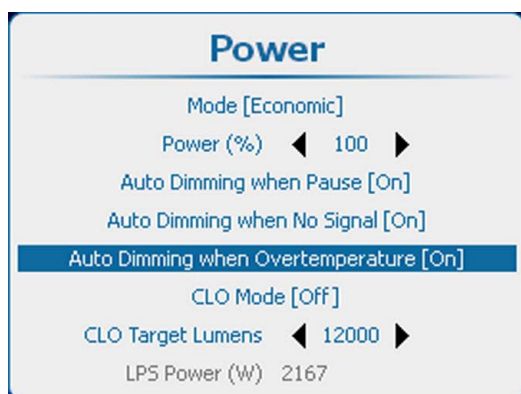 Power
Mode [Economic]
Power (%) 100
Auto Dimming when Pause [On]
Auto Dimming when No Signal [On]
Auto Dimming when Overtemperature [On]
CLO Mode [Off]
CLO Target Lumens 12000
LPS Power (W) 2167